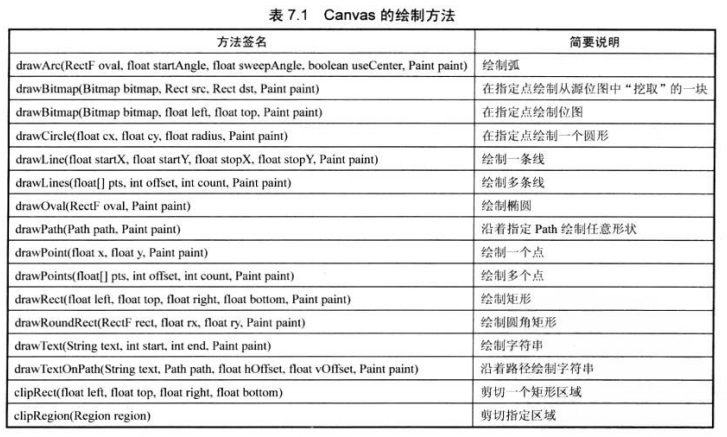 表 7.1 Canvas 的绘制方法
方法签名 简要说明
drawArc(RectF oval, float startAngle, float sweepAngle, boolean useCenter, Paint paint) 绘制弧
drawBitmap(Bitmap bitmap, Rect src, Rect dst, Paint paint) 在指定点绘制从源位图中“挖取”的一块
drawBitmap(Bitmap bitmap, float left, float top, Paint paint) 在指定点绘制位图
drawCircle(float cx, float cy, float radius, Paint paint) 在指定点绘制一个圆形
drawLine(float startX, float startY, float stopX, float stopY, Paint paint) 绘制一条线
drawLines(float[] pts, int offset, int count, Paint paint) 绘制多条线
drawOval(RectF oval, Paint paint) 绘制椭圆
drawPath(Path path, Paint paint) 沿着指定 Path 绘制任意形状
drawPoint(float x, float y, Paint paint) 绘制一个点
drawPoints(float[] pts, int offset, int count, Paint paint) 绘制多个点
drawRect(float left, float top, float right, float bottom, Paint paint) 绘制矩形
drawRoundRect(RectF rect, float rx, float ry, Paint paint) 绘制圆角矩形
drawText(String text, int start, int end, Paint paint) 绘制字符串
drawTextOnPath(String text, Path path, float hOffset, float vOffset, Paint paint) 沿着路径绘制字符串
clipRect(float left, float top, float right, float bottom) 剪切一个矩形区域
clipRegion(Region region) 剪切指定区域